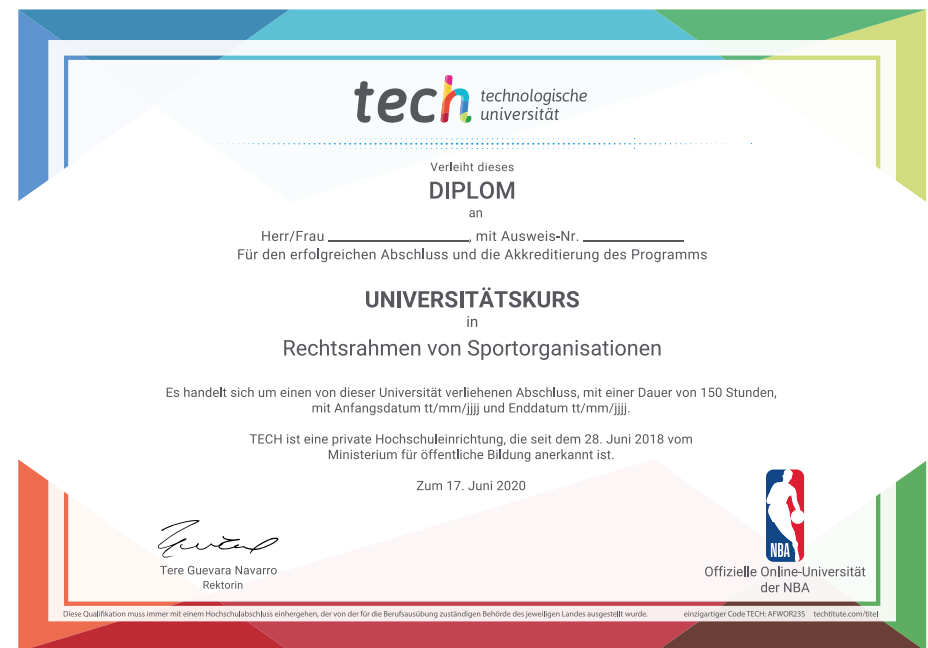 tech technologische
universität
Verleiht dieses
DIPLOM
an
Herr/Frau ____________, mit Ausweis-Nr. ____________
Für den erfolgreichen Abschluss und die Akkreditierung des Programms
UNIVERSITÄTSKURS
in
Rechtsrahmen von Sportorganisationen
Es handelt sich um einen von dieser Universität verliehenen Abschluss, mit einer Dauer von 150 Stunden,
mit Anfangsdatum tt/mm/jjjj und Enddatum tt/mm/jjjj.
TECH ist eine private Hochschuleinrichtung, die seit dem 28. Juni 2018 vom
Ministerium für öffentliche Bildung anerkannt ist.
Zum 17. Juni 2020
Tere Guevara Navarro
Rektorin
NBA
Offizielle Online-Universität
der NBA
Diese Qualifikation muss immer mit einem Hochschulabschluss einhergehen, der von der für die Berufsausübung zuständigen Behörde des jeweiligen Landes ausgestellt wurde. einzigartiger Code TECH: AFWOR235 techtitute.com/titel